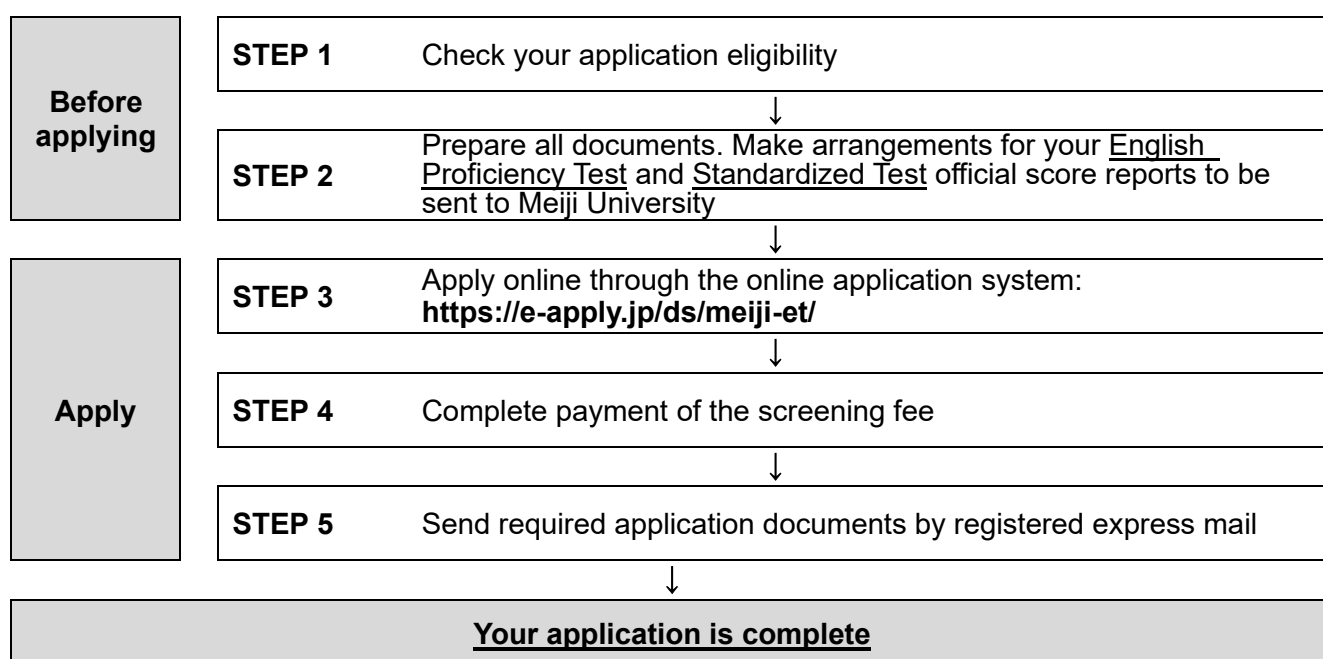 Before
applying
STEP 1 Check your application eligibility
↓
STEP 2 Prepare all documents. Make arrangements for your English
Proficiency Test and Standardized Test official score reports to be
sent to Meiji University
↓
Apply
STEP 3 Apply online through the online application system:
https://e-apply.jp/ds/meiji-et/
↓
STEP 4 Complete payment of the screening fee
↓
STEP 5 Send required application documents by registered express mail
↓
Your application is complete